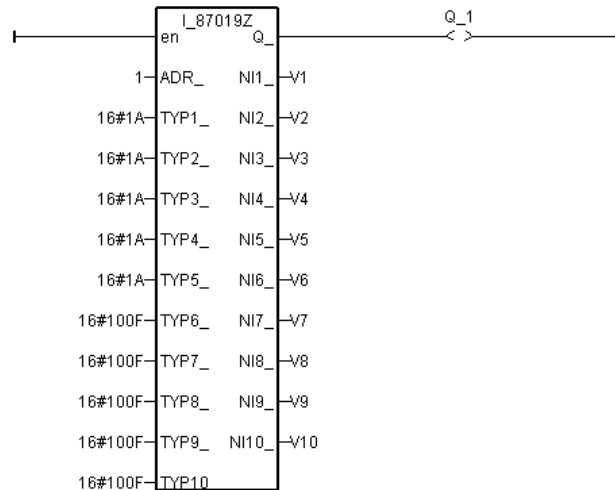 I_87019Z
Q_1
en Q_
1 ADR_ NI1_ V1
16#1A TYP1_ NI2_ V2
16#1A TYP2_ NI3_ V3
16#1A TYP3_ NI4_ V4
16#1A TYP4_ NI5_ V5
16#1A TYP5_ NI6_ V6
16#100F TYP6_ NI7_ V7
16#100F TYP7_ NI8_ V8
16#100F TYP8_ NI9_ V9
16#100F TYP9_ NI10_ V10
16#100F TYP10